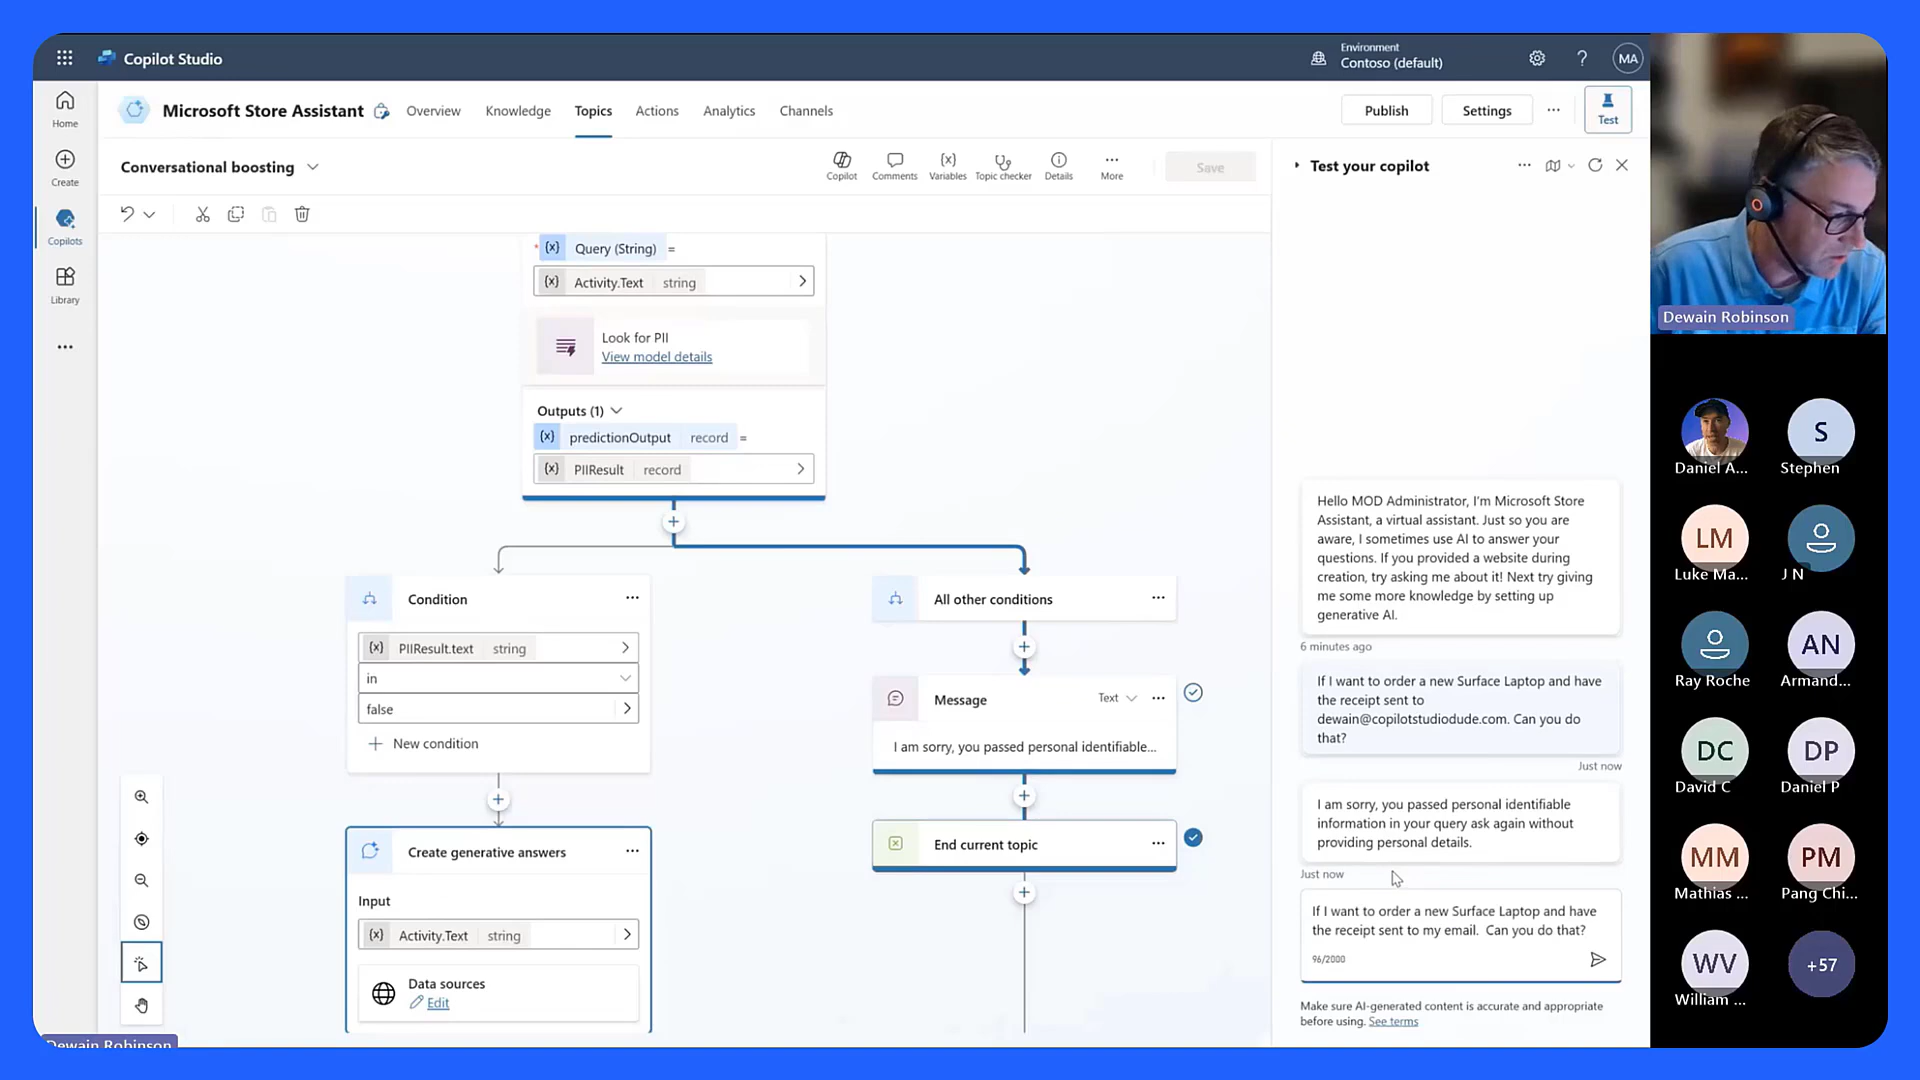 Copilot Studio
Environment
Contoso (default)
MA
Microsoft Store Assistant
Overview
Knowledge
Topics
Actions
Analytics
Channels
Publish
Settings
Test
Home
Create
Copilots
Library
Conversational boosting
Copilot
Comments
Variables
Topic checker
Details
More
Save
* {x} Query (String) =
{x} Activity.Text string
Look for PII
View model details
Outputs (1)
{x} predictionOutput record =
{x} PIIResult record
Condition
{x} PIIResult.text string
in
false
New condition
Create generative answers
Input
{x} Activity.Text string
Data sources
Edit
All other conditions
Message
Text
I am sorry, you passed personal identifiable...
End current topic
Test your copilot
Hello MOD Administrator, I'm Microsoft Store
Assistant, a virtual assistant. Just so you are
aware, I sometimes use AI to answer your
questions. If you provided a website during
creation, try asking me about it! Next try giving
me some more knowledge by setting up
generative AI.
6 minutes ago
If I want to order a new Surface Laptop and have
the receipt sent to
dewain@copilotstudiodude.com. Can you do
that?
Just now
I am sorry, you passed personal identifiable
information in your query ask again without
providing personal details.
Just now
If I want to order a new Surface Laptop and have
the receipt sent to my email.  Can you do that?
96/2000
Make sure AI-generated content is accurate and appropriate
before using. See terms
Dewain Robinson
Daniel A...
S
Stephen
LM
Luke Ma...
J N
Ray Roche
AN
Armand...
DC
David C
DP
Daniel P
MM
Mathias ...
PM
Pang Chi...
WV
William ...
+57
Dewain Robinson